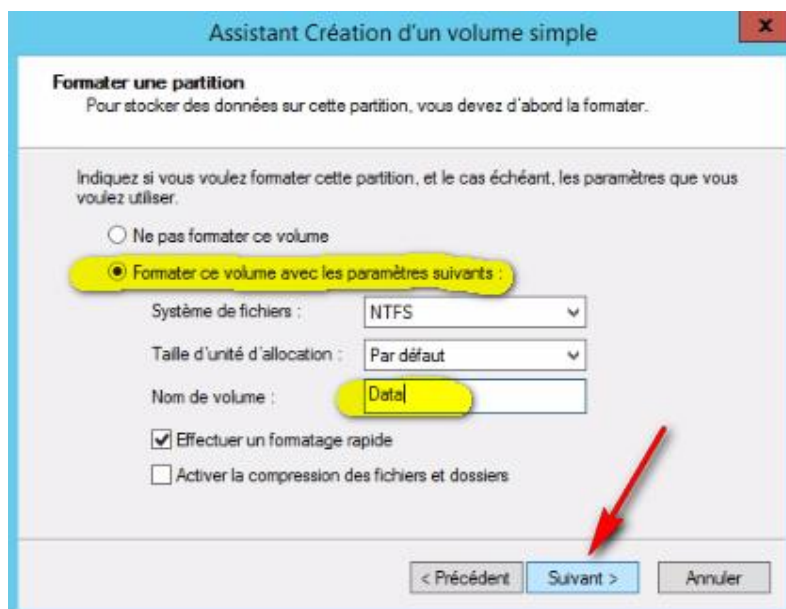 Assistant Création d'un volume simple
x
Formater une partition
Pour stocker des données sur cette partition, vous devez d'abord la formater.
Indiquez si vous voulez formater cette partition, et le cas échéant, les paramètres que vous
voulez utiliser.
Ne pas formater ce volume
Formater ce volume avec les paramètres suivants :
Système de fichiers : NTFS
Taille d'unité d'allocation : Par défaut
Nom de volume : Data
Effectuer un formatage rapide
Activer la compression des fichiers et dossiers
< Précédent Suivant > Annuler